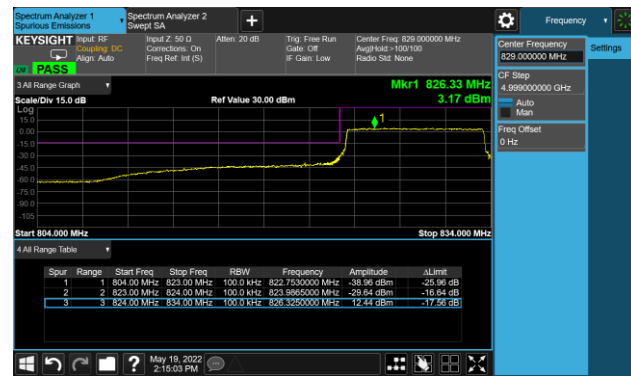 Spectrum Analyzer 1
Spurious Emissions
Spectrum Analyzer 2
Swept SA
Frequency
KEYSIGHT
Input: RF
Coupling: DC
Align: Auto
Input Z: 50 Ω
Corrections: On
Freq Ref: Int (S)
Atten: 20 dB
Trig: Free Run
Gate: Off
IF Gain: Low
Center Freq: 829.000000 MHz
Avg|Hold:>100/100
Radio Std: None
PASS
Center Frequency
829.000000 MHz
Settings
CF Step
4.999000000 GHz
Auto
Man
Freq Offset
0 Hz
3 All Range Graph
Mkr1 826.33 MHz
Scale/Div 15.0 dB
Ref Value 30.00 dBm
3.17 dBm
Log
15.0
0.00
-15.0
-30.0
-45.0
-60.0
-75.0
-90.0
-105
1
Start 804.000 MHz
Stop 834.000 MHz
4 All Range Table
Spur Range Start Freq Stop Freq RBW Frequency Amplitude ΔLimit
1 1 804.00 MHz 823.00 MHz 100.0 kHz 822.7530000 MHz -38.96 dBm -25.96 dB
2 2 823.00 MHz 824.00 MHz 100.0 kHz 823.9865000 MHz -29.64 dBm -16.64 dB
3 3 824.00 MHz 834.00 MHz 100.0 kHz 826.3250000 MHz 12.44 dBm -17.56 dB
May 19, 2022
2:15:03 PM